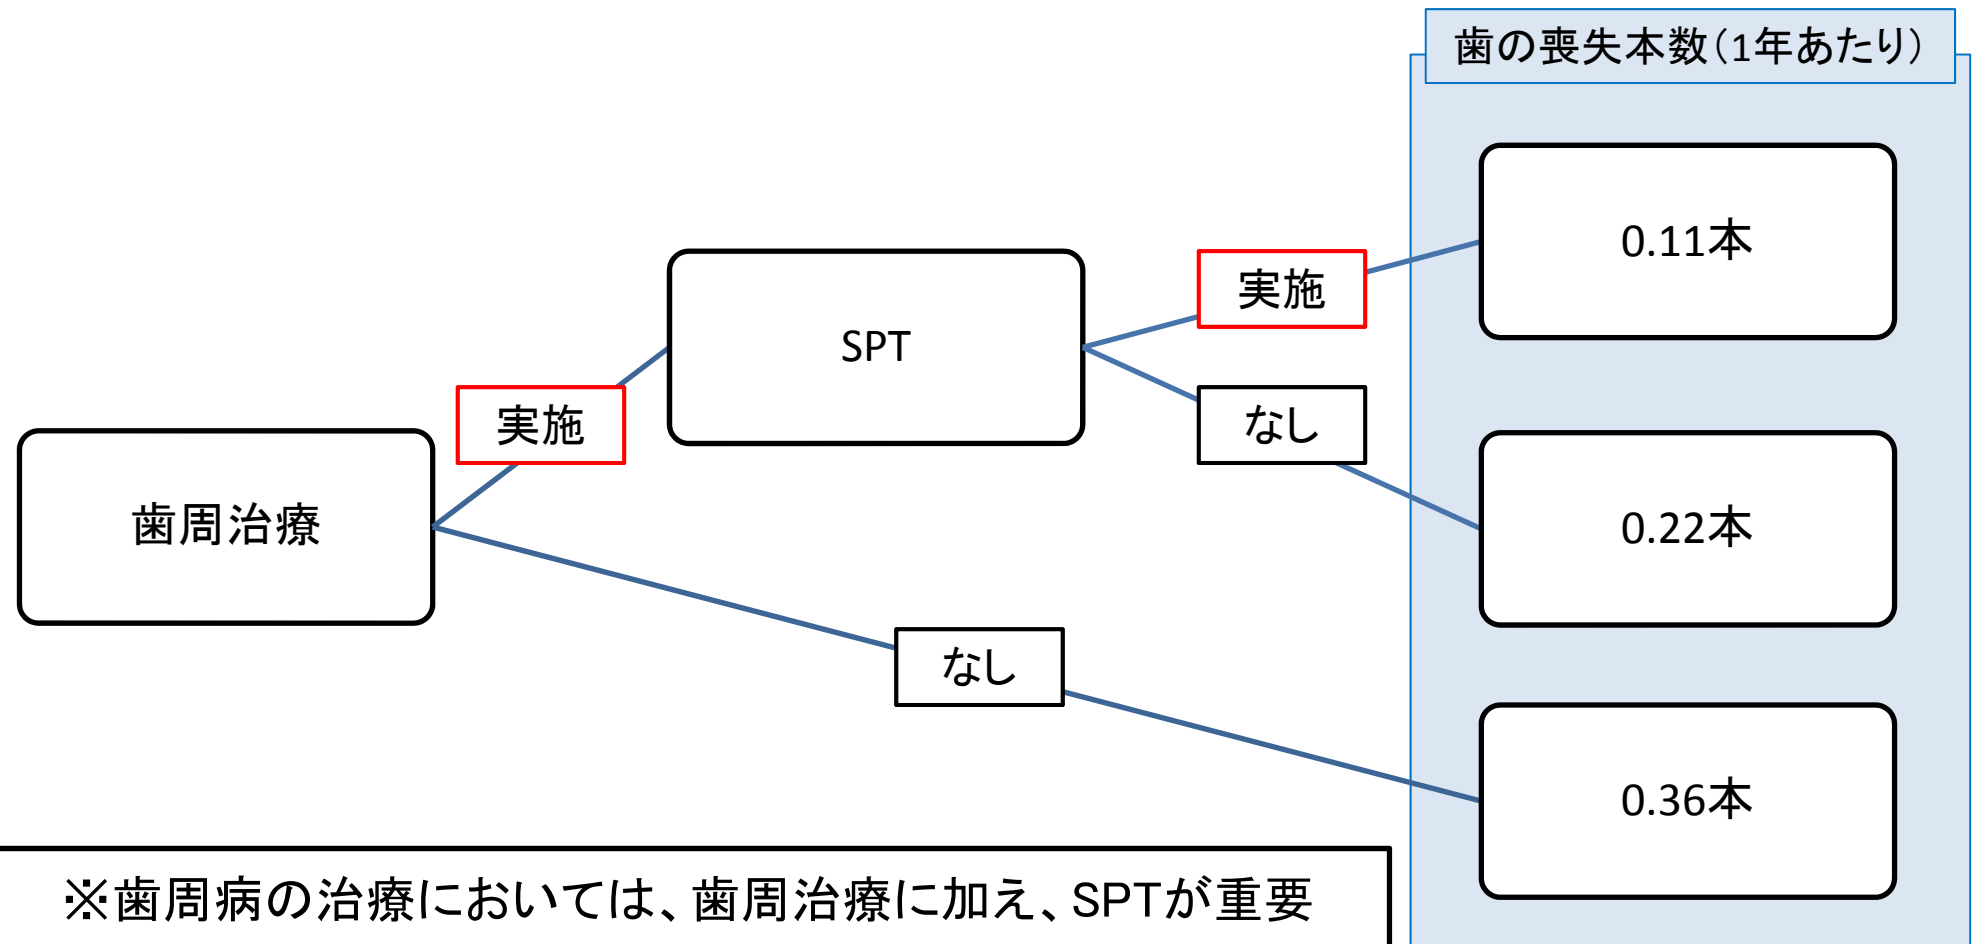 歯の喪失本数（1年あたり）
0.11本
実施
SPT
実施
なし
歯周治療
0.22本
なし
0.36本
※歯周病の治療においては、歯周治療に加え、SPTが重要